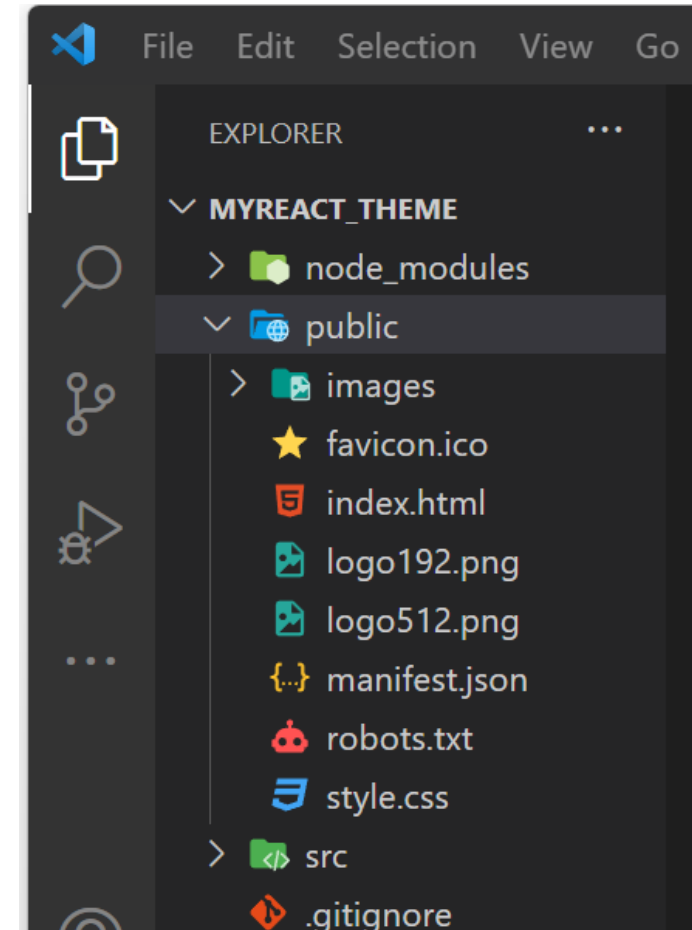 File Edit Selection View Go
EXPLORER
MYREACT_THEME
node_modules
public
images
favicon.ico
index.html
logo192.png
logo512.png
manifest.json
robots.txt
style.css
src
.gitignore